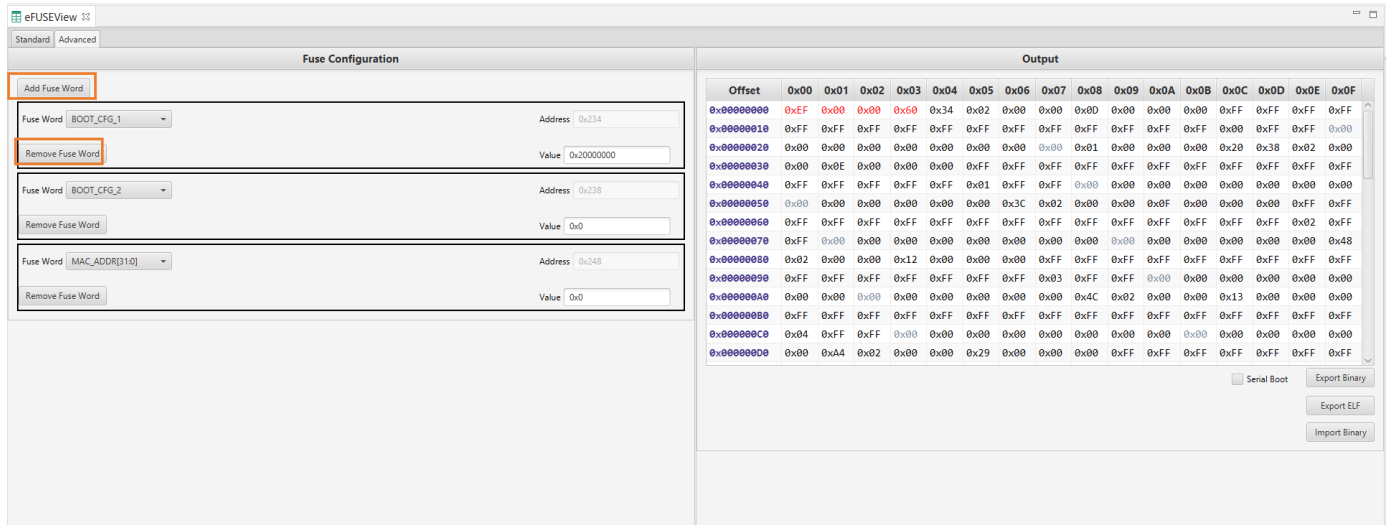 eFUSEView
Standard Advanced
Fuse Configuration
Add Fuse Word
Fuse Word BOOT_CFG_1 Address 0x234
Remove Fuse Word Value 0x20000000
Fuse Word BOOT_CFG_2 Address 0x238
Remove Fuse Word Value 0x0
Fuse Word MAC_ADDR[31:0] Address 0x248
Remove Fuse Word Value 0x0
Output
Offset 0x00 0x01 0x02 0x03 0x04 0x05 0x06 0x07 0x08 0x09 0x0A 0x0B 0x0C 0x0D 0x0E 0x0F
0x00000000 0xEF 0x00 0x00 0x60 0x34 0x02 0x00 0x00 0x0D 0x00 0x00 0x00 0xFF 0xFF 0xFF 0xFF
0x00000010 0xFF 0xFF 0xFF 0xFF 0xFF 0xFF 0xFF 0xFF 0xFF 0xFF 0xFF 0xFF 0x00 0xFF 0xFF 0x00
0x00000020 0x00 0x00 0x00 0x00 0x00 0x00 0x00 0x00 0x01 0x00 0x00 0x00 0x20 0x38 0x02 0x00
0x00000030 0x00 0x0E 0x00 0x00 0x00 0xFF 0xFF 0xFF 0xFF 0xFF 0xFF 0xFF 0xFF 0xFF 0xFF 0xFF
0x00000040 0xFF 0xFF 0xFF 0xFF 0xFF 0x01 0xFF 0xFF 0x00 0x00 0x00 0x00 0x00 0x00 0x00 0x00
0x00000050 0x00 0x00 0x00 0x00 0x00 0x00 0x3C 0x02 0x00 0x00 0x0F 0x00 0x00 0x00 0xFF 0xFF
0x00000060 0xFF 0xFF 0xFF 0xFF 0xFF 0xFF 0xFF 0xFF 0xFF 0xFF 0xFF 0xFF 0xFF 0xFF 0x02 0xFF
0x00000070 0xFF 0x00 0x00 0x00 0x00 0x00 0x00 0x00 0x00 0x00 0x00 0x00 0x00 0x00 0x00 0x48
0x00000080 0x02 0x00 0x00 0x12 0x00 0x00 0x00 0xFF 0xFF 0xFF 0xFF 0xFF 0xFF 0xFF 0xFF 0xFF
0x00000090 0xFF 0xFF 0xFF 0xFF 0xFF 0xFF 0xFF 0x03 0xFF 0xFF 0x00 0x00 0x00 0x00 0x00 0x00
0x000000A0 0x00 0x00 0x00 0x00 0x00 0x00 0x00 0x00 0x4C 0x02 0x00 0x00 0x13 0x00 0x00 0x00
0x000000B0 0xFF 0xFF 0xFF 0xFF 0xFF 0xFF 0xFF 0xFF 0xFF 0xFF 0xFF 0xFF 0xFF 0xFF 0xFF 0xFF
0x000000C0 0x04 0xFF 0xFF 0x00 0x00 0x00 0x00 0x00 0x00 0x00 0x00 0x00 0x00 0x00 0x00 0x00
0x000000D0 0x00 0xA4 0x02 0x00 0x00 0x29 0x00 0x00 0x00 0xFF 0xFF 0xFF 0xFF 0xFF 0xFF 0xFF
Serial Boot Export Binary
Export ELF
Import Binary